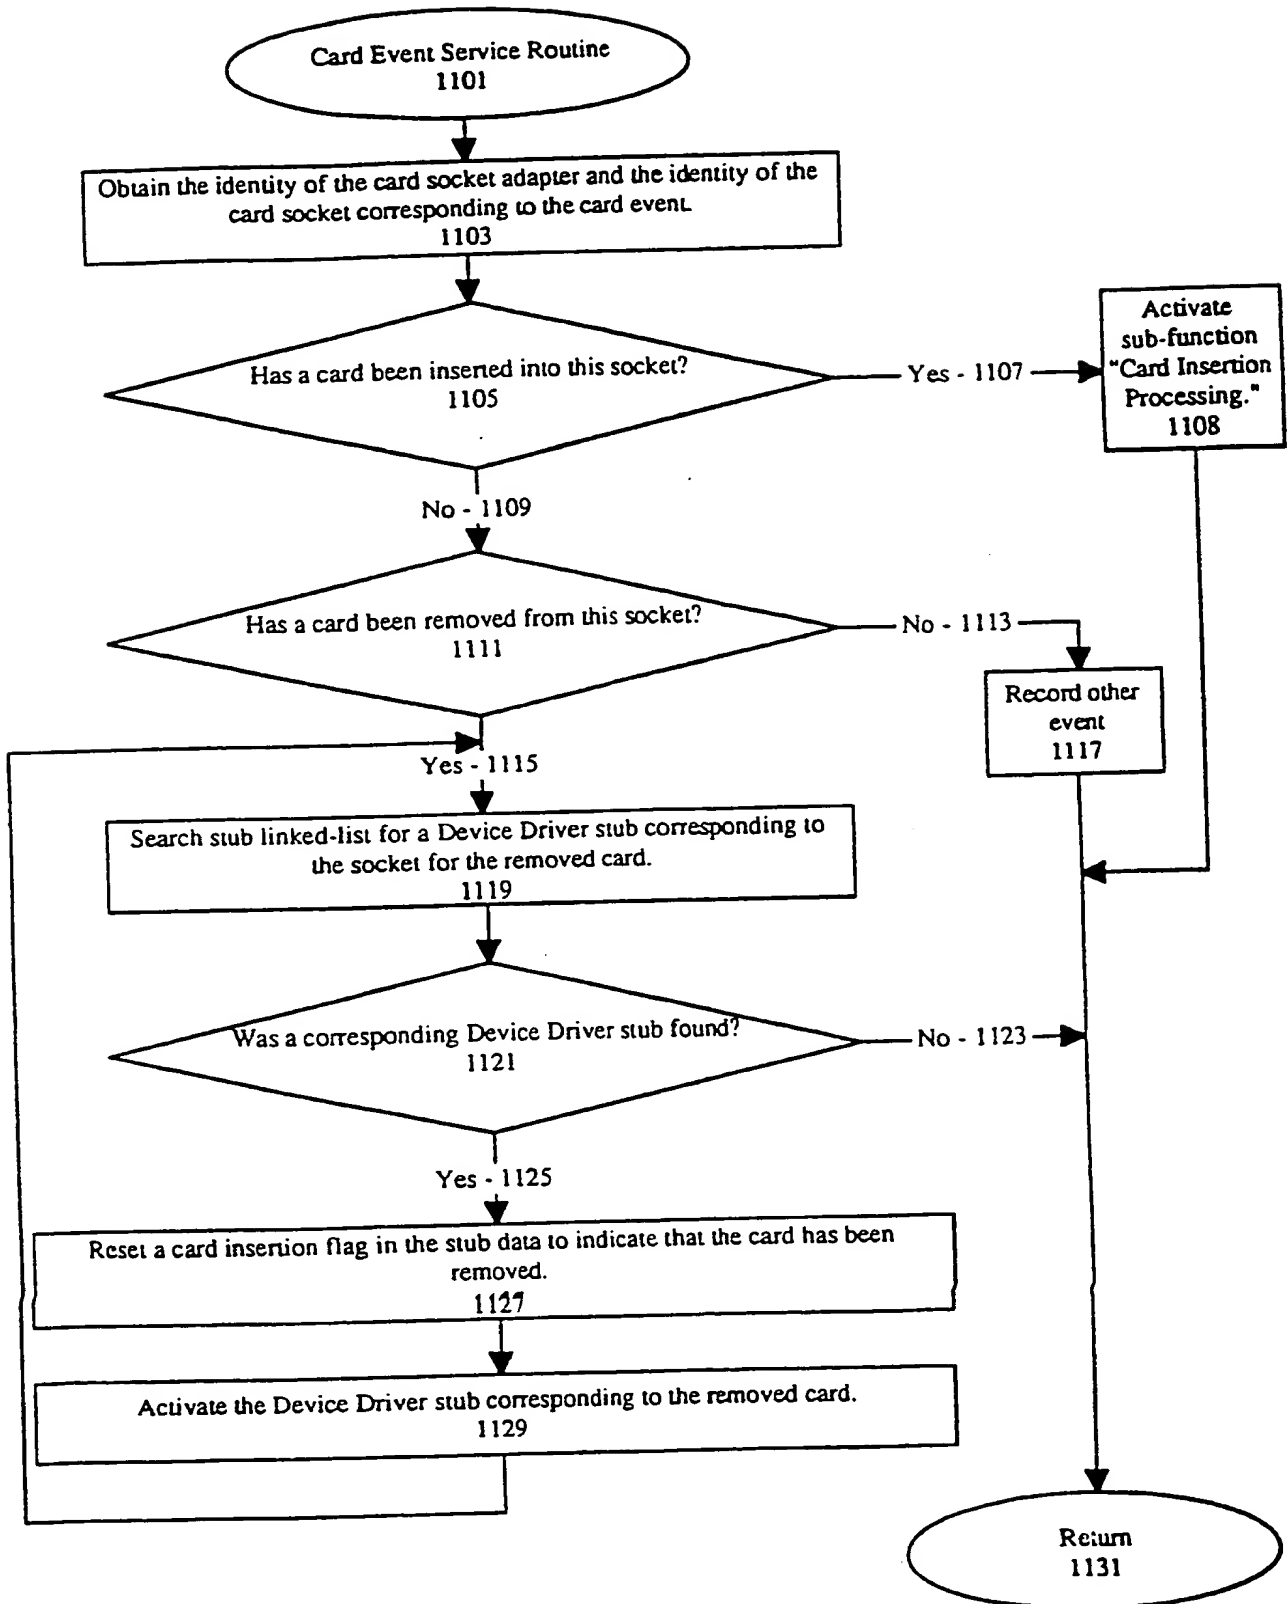 Card Event Service Routine
1101
Obtain the identity of the card socket adapter and the identity of the
card socket corresponding to the card event.
1103
Has a card been inserted into this socket?
1105
Yes - 1107
Activate
sub-function
"Card Insertion
Processing."
1108
No - 1109
Has a card been removed from this socket?
1111
No - 1113
Record other
event
1117
Yes - 1115
Search stub linked-list for a Device Driver stub corresponding to
the socket for the removed card.
1119
Was a corresponding Device Driver stub found?
1121
No - 1123
Yes - 1125
Reset a card insertion flag in the stub data to indicate that the card has been
removed.
1127
Activate the Device Driver stub corresponding to the removed card.
1129
Return
1131